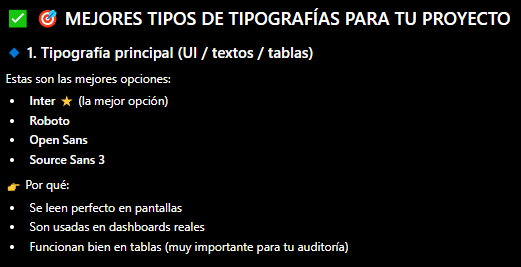 ✅ 🎯 MEJORES TIPOS DE TIPOGRAFÍAS PARA TU PROYECTO
🔹 1. Tipografía principal (UI / textos / tablas)
Estas son las mejores opciones:
• Inter ⭐ (la mejor opción)
• Roboto
• Open Sans
• Source Sans 3
👉 Por qué:
• Se leen perfecto en pantallas
• Son usadas en dashboards reales
• Funcionan bien en tablas (muy importante para tu auditoría)